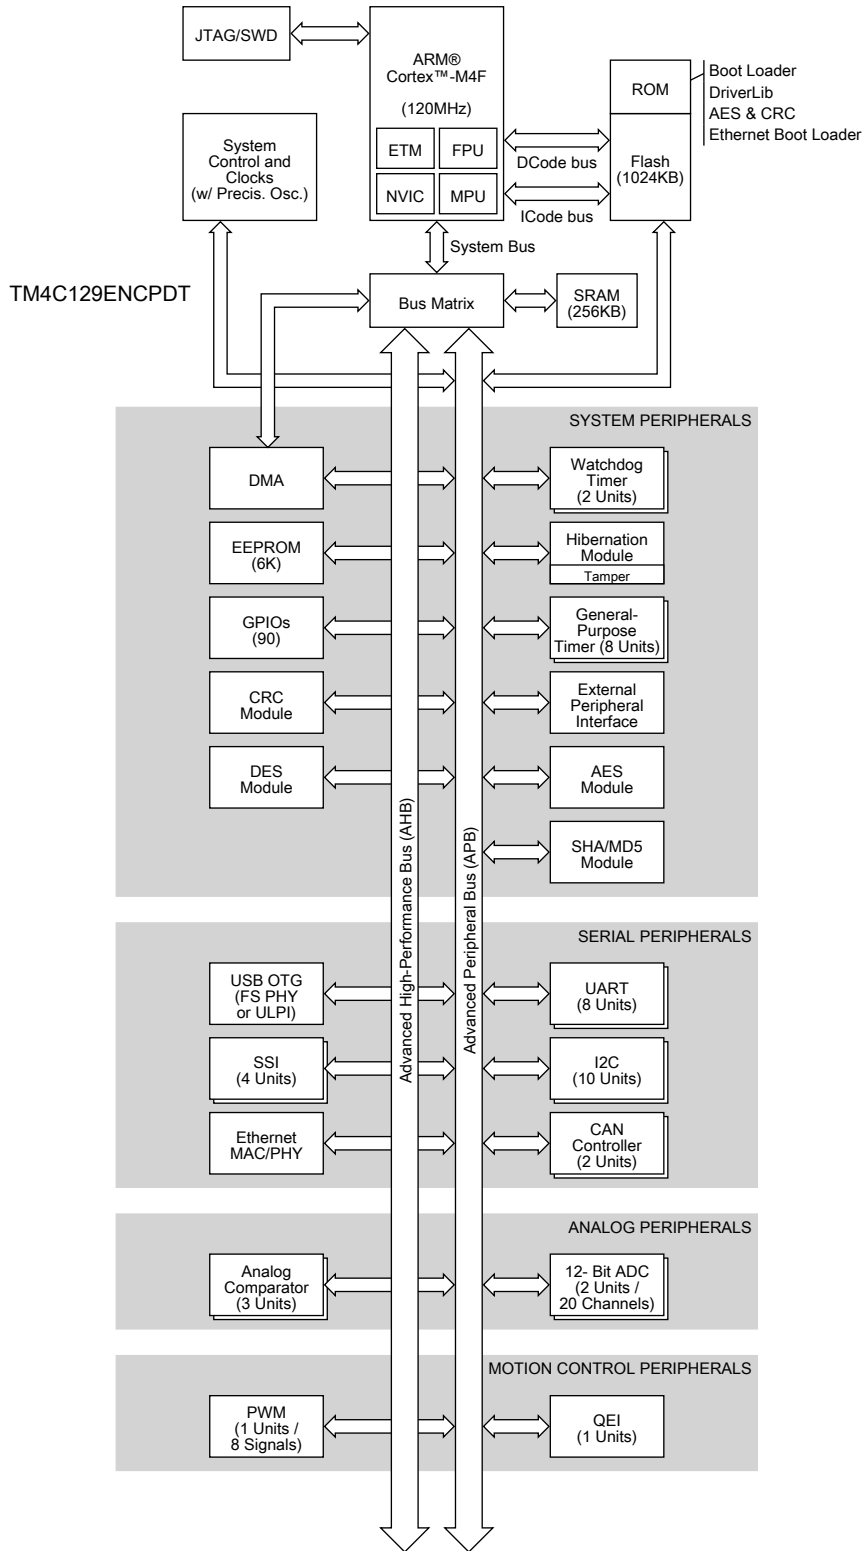 JTAG/SWD
ARM®
Cortex™-M4F
(120MHz)
ETM
FPU
NVIC
MPU
ROM
Flash
(1024KB)
Boot Loader
DriverLib
AES & CRC
Ethernet Boot Loader
DCode bus
ICode bus
System
Control and
Clocks
(w/ Precis. Osc.)
System Bus
TM4C129ENCPDT
Bus Matrix
SRAM
(256KB)
SYSTEM PERIPHERALS
DMA
Watchdog
Timer
(2 Units)
EEPROM
(6K)
Hibernation
Module
Tamper
GPIOs
(90)
General-
Purpose
Timer (8 Units)
CRC
Module
External
Peripheral
Interface
DES
Module
AES
Module
SHA/MD5
Module
Advanced High-Performance Bus (AHB)
Advanced Peripheral Bus (APB)
SERIAL PERIPHERALS
USB OTG
(FS PHY
or ULPI)
UART
(8 Units)
SSI
(4 Units)
I2C
(10 Units)
Ethernet
MAC/PHY
CAN
Controller
(2 Units)
ANALOG PERIPHERALS
Analog
Comparator
(3 Units)
12- Bit ADC
(2 Units /
20 Channels)
MOTION CONTROL PERIPHERALS
PWM
(1 Units /
8 Signals)
QEI
(1 Units)